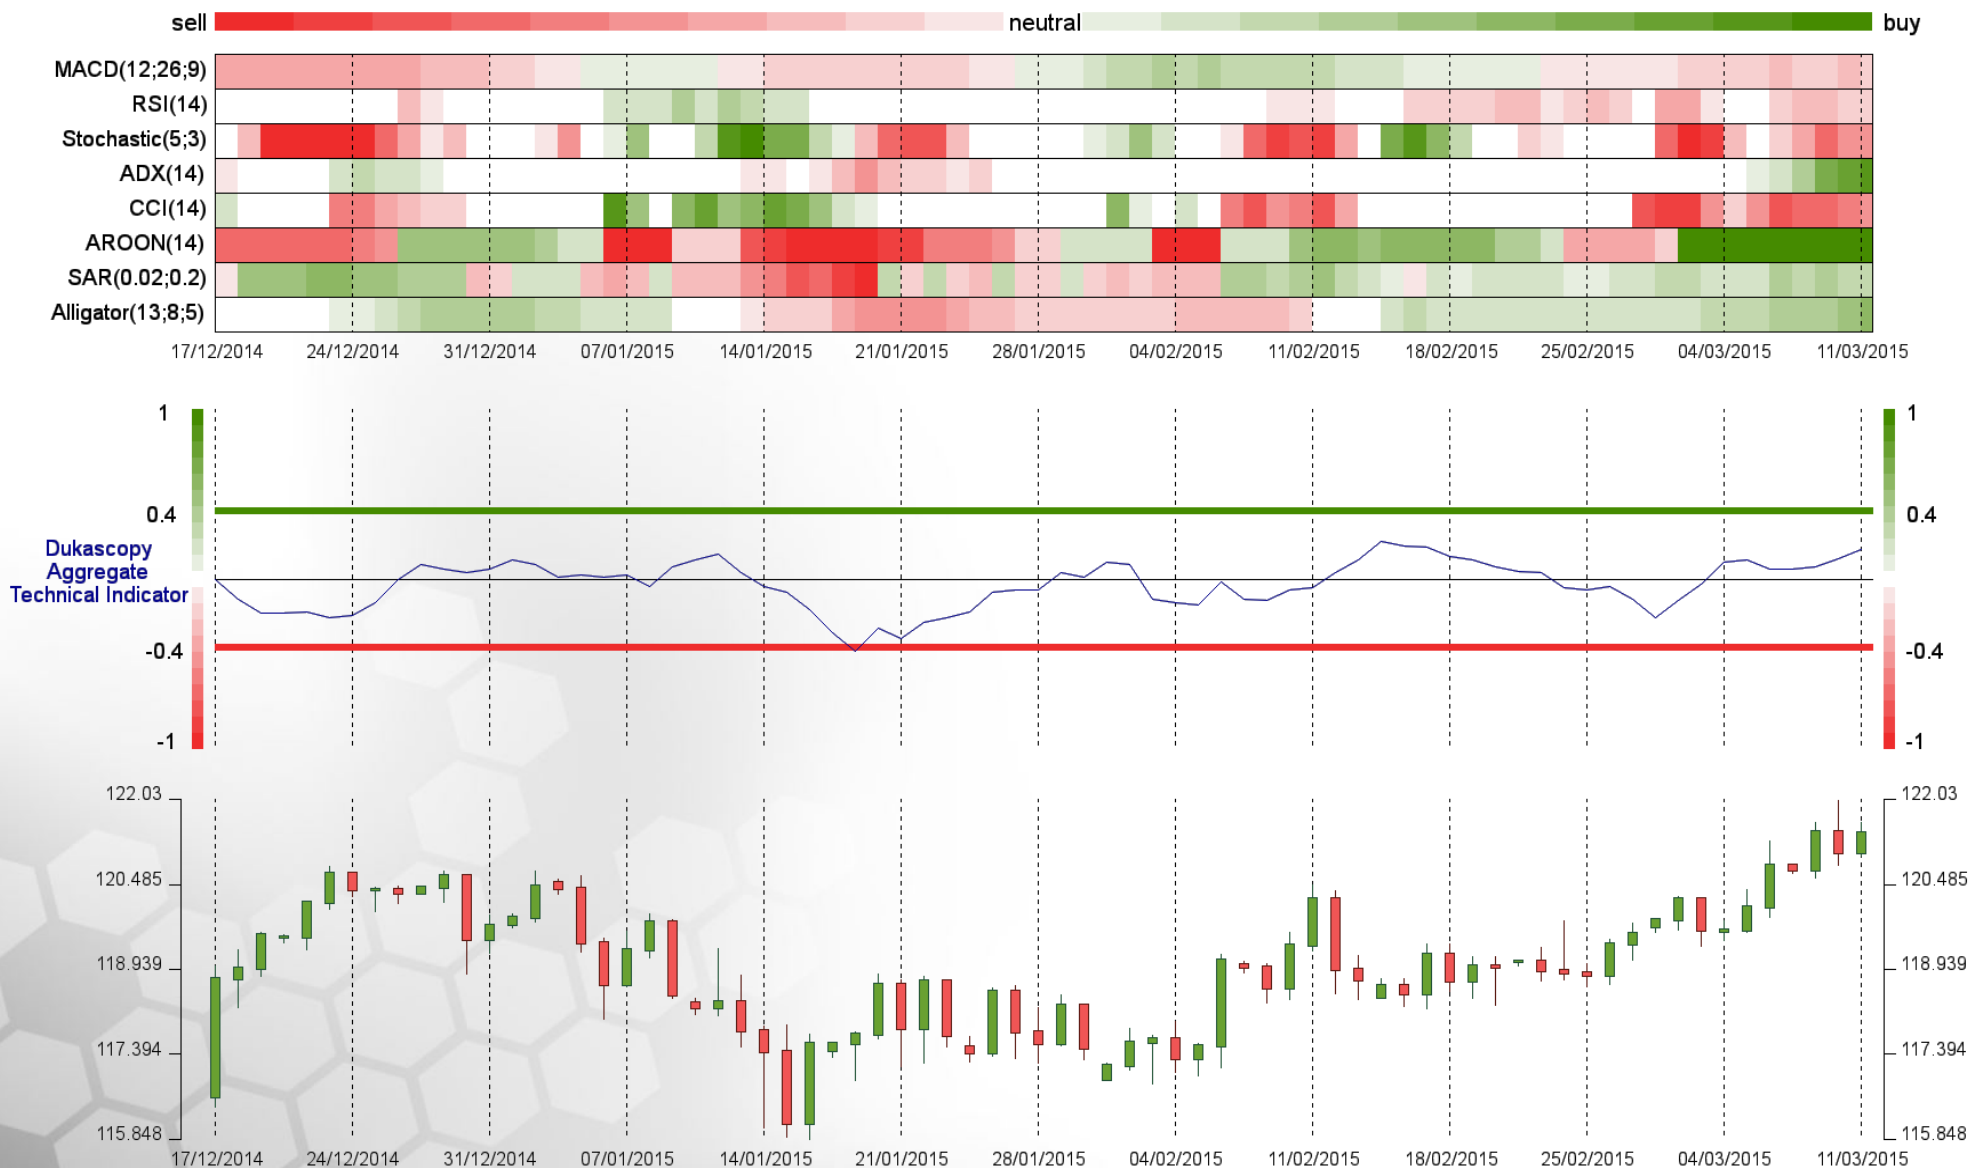 sell neutral buy
MACD(12;26;9)
RSI(14)
Stochastic(5;3)
ADX(14)
CCI(14)
AROON(14)
SAR(0.02;0.2)
Alligator(13;8;5)
17/12/2014 24/12/2014 31/12/2014 07/01/2015 14/01/2015 21/01/2015 28/01/2015 04/02/2015 11/02/2015 18/02/2015 25/02/2015 04/03/2015 11/03/2015
1 1
0.4 0.4
Dukascopy
Aggregate
Technical Indicator
-0.4 -0.4
-1 -1
122.03 122.03
120.485 120.485
118.939 118.939
117.394 117.394
115.848 115.848
17/12/2014 24/12/2014 31/12/2014 07/01/2015 14/01/2015 21/01/2015 28/01/2015 04/02/2015 11/02/2015 18/02/2015 25/02/2015 04/03/2015 11/03/2015